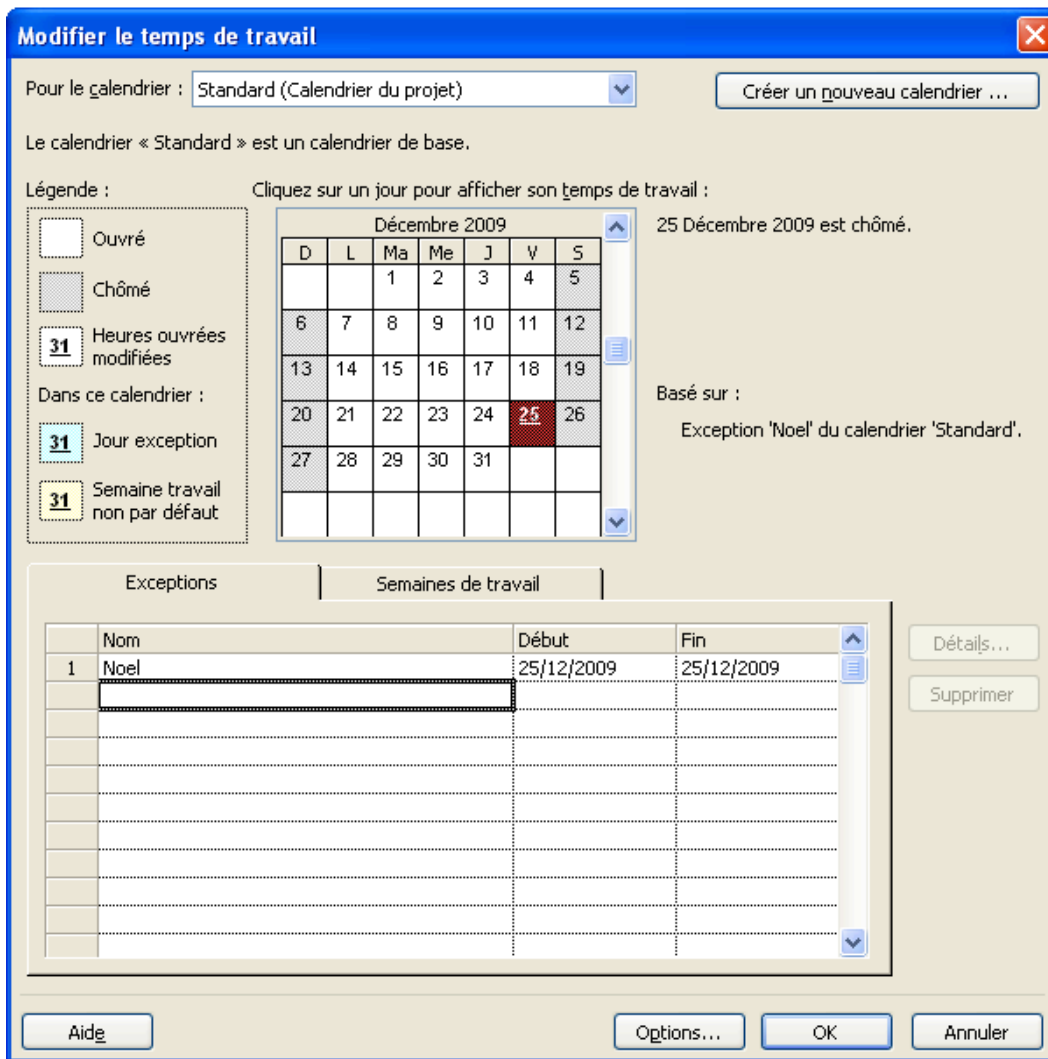 Modifier le temps de travail
Pour le calendrier : Standard (Calendrier du projet) Créer un nouveau calendrier ...
Le calendrier « Standard » est un calendrier de base.
Légende :
Ouvré
Chômé
31 Heures ouvrées
modifiées
Dans ce calendrier :
31 Jour exception
31 Semaine travail
non par défaut
Cliquez sur un jour pour afficher son temps de travail :
Décembre 2009
D L Ma Me J V S
1 2 3 4 5
6 7 8 9 10 11 12
13 14 15 16 17 18 19
20 21 22 23 24 25 26
27 28 29 30 31
25 Décembre 2009 est chômé.
Basé sur :
Exception 'Noel' du calendrier 'Standard'.
Exceptions Semaines de travail
Nom Début Fin
1 Noel 25/12/2009 25/12/2009
Détails...
Supprimer
Aide Options... OK Annuler